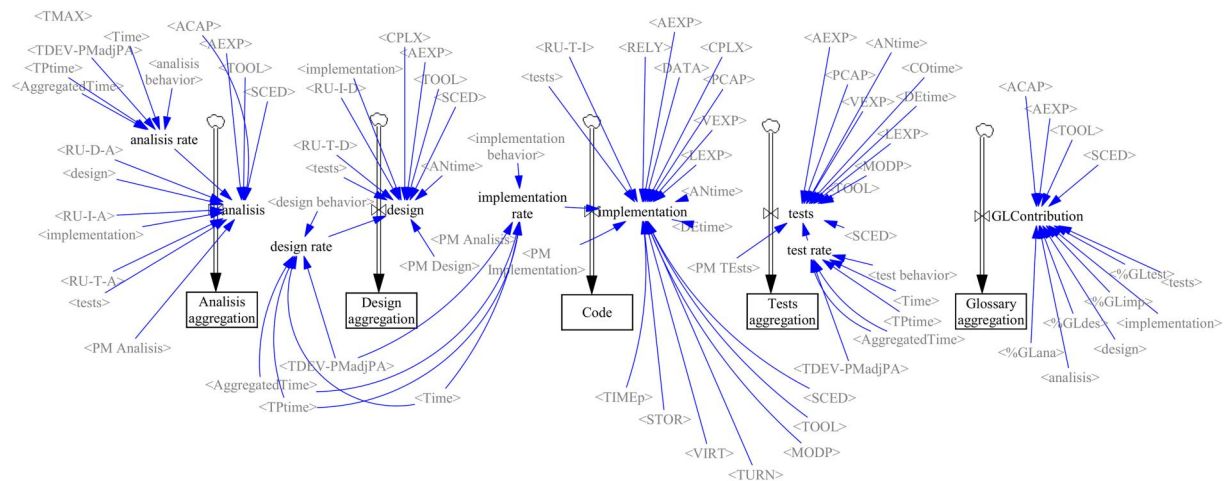 <TMAX>
<Time>
<TDEV-PMadjPA>
<TPtime>
<AggregatedTime>
<analisis
behavior>
<ACAP>
<AEXP>
<TOOL>
<SCED>
analisis rate
<RU-D-A>
<design>
<RU-I-A>
<implementation>
<RU-T-A>
<tests>
<PM Analisis>
analisis
Analysis
aggregation
<CPLX>
<AEXP>
<implementation>
<TOOL>
<RU-I-D>
<SCED>
<RU-T-D>
<tests>
<ANtime>
<design behavior>
design
design rate
<PM Analisis>
<PM Design>
Design
aggregation
<TDEV-PMadjPA>
<AggregatedTime>
<TPtime>
<Time>
<implementation
behavior>
implementation
rate
<AEXP>
<RU-T-I>
<RELY>
<CPLX>
<tests>
<DATA>
<PCAP>
<VEXP>
<LEXP>
<ANtime>
<DEtime>
implementation
<PM
Implementation>
Code
<TIMEp>
<STOR>
<VIRT>
<TURN>
<MODP>
<TOOL>
<SCED>
<AEXP>
<ANtime>
<PCAP>
<COtime>
<VEXP>
<DEtime>
<LEXP>
<MODP>
<TOOL>
<SCED>
tests
test rate
<PM TEsts>
<test behavior>
<Time>
<TPtime>
<AggregatedTime>
<TDEV-PMadjPA>
Tests
aggregation
<ACAP>
<AEXP>
<TOOL>
<SCED>
GLContribution
Glossary
aggregation
<%GLtest>
<tests>
<%GLimp>
<implementation>
<%GLdes>
<design>
<%GLana>
<analisis>